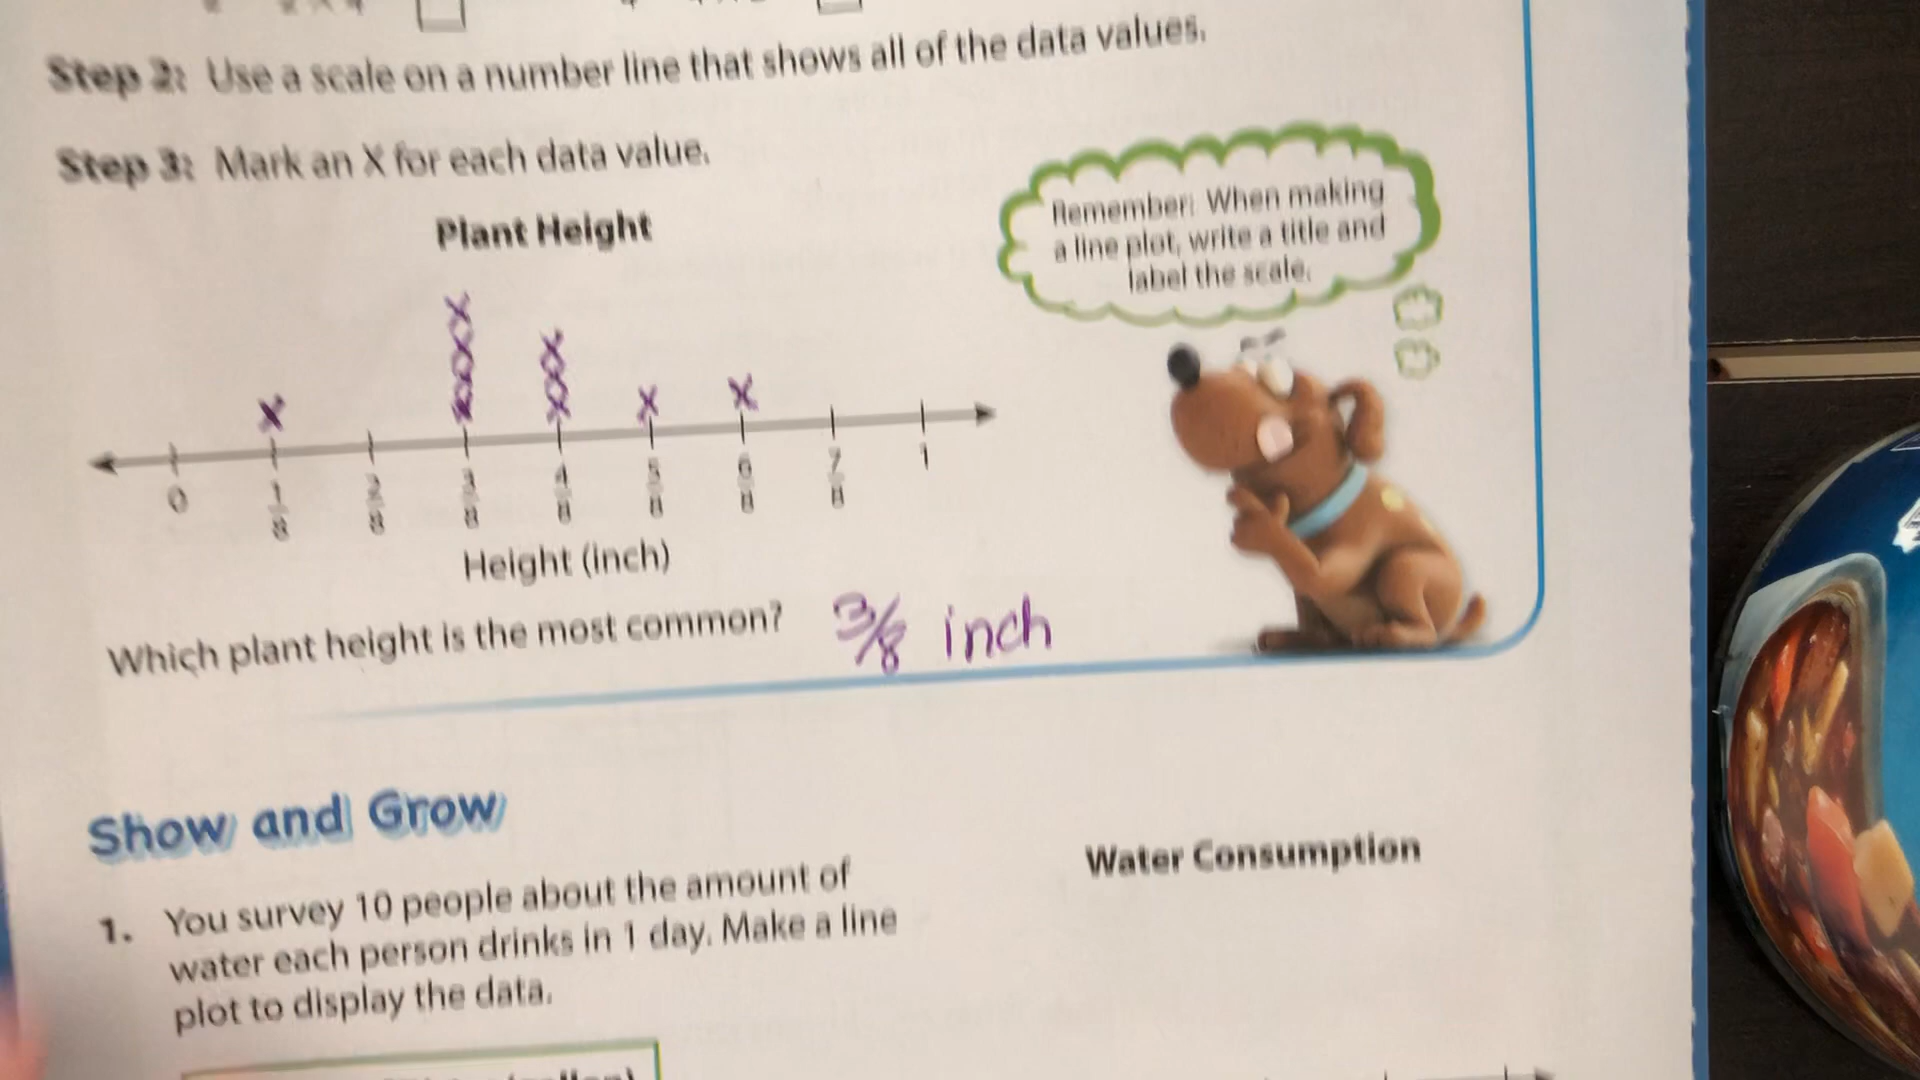 Step 2: Use a scale on a number line that shows all of the data values.
Step 3: Mark an X for each data value.
Remember: When making
a line plot, write a title and
label the scale.
Plant Height
0 1/8 2/8 3/8 4/8 5/8 6/8 7/8 1
Height (inch)
Which plant height is the most common? 3/8 inch
Show and Grow
1. You survey 10 people about the amount of
water each person drinks in 1 day. Make a line
plot to display the data.
Water Consumption